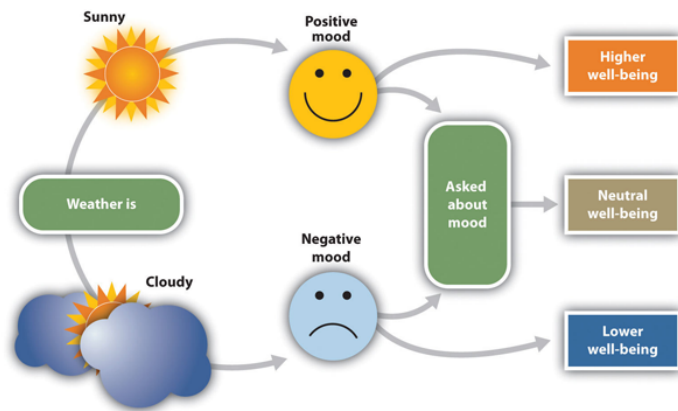 Sunny
Positive
mood
Higher
well-being
Weather is
Asked
about
mood
Neutral
well-being
Cloudy
Negative
mood
Lower
well-being